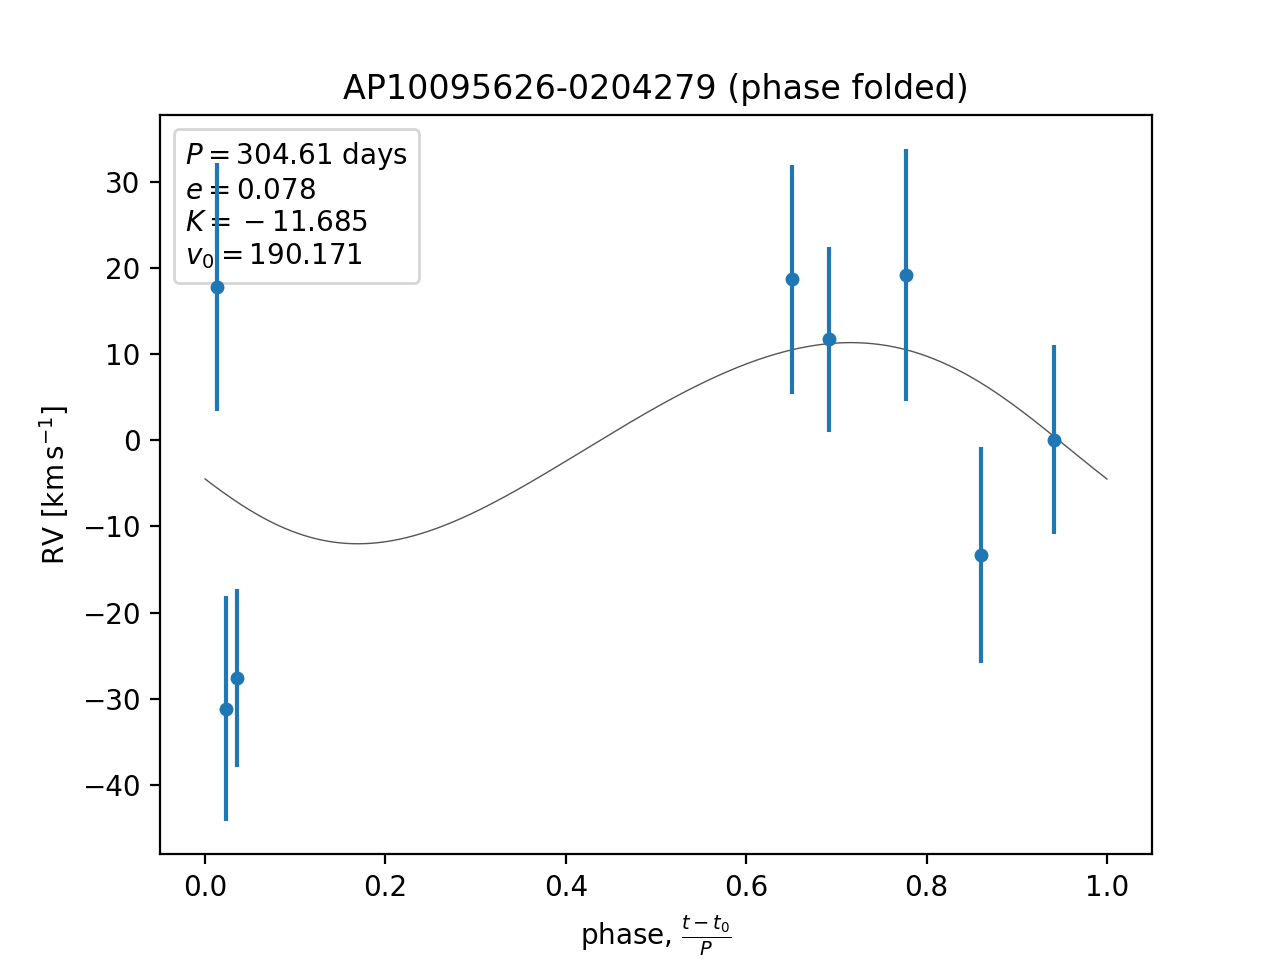 AP10095626-0204279 (phase folded)
P = 304.61 days
e = 0.078
K = −11.685
v₀ = 190.171
30
20
10
0
−10
−20
−30
−40
RV [km s⁻¹]
0.0 0.2 0.4 0.6 0.8 1.0
phase, (t − t₀)/P